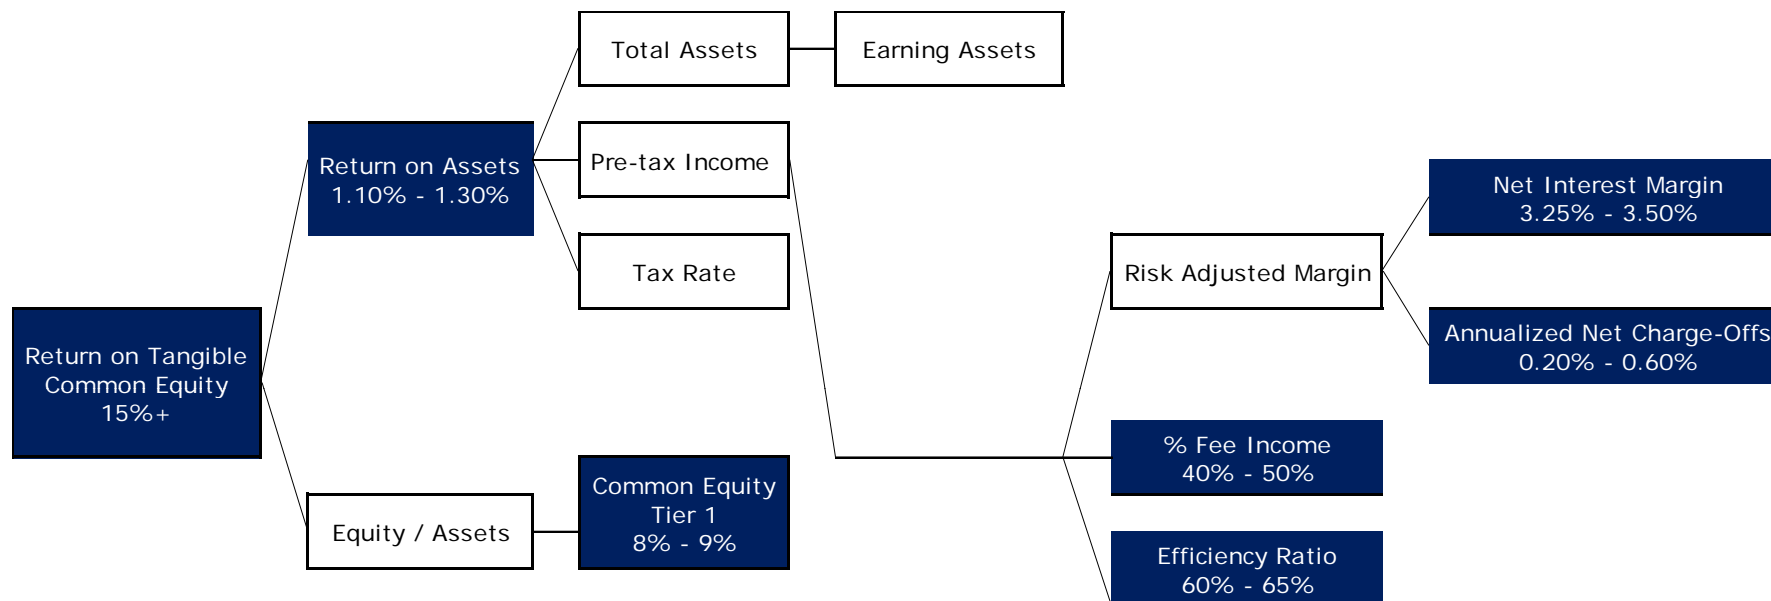 Total Assets
Earning Assets
Return on Assets
1.10% - 1.30%
Pre-tax Income
Tax Rate
Return on Tangible
Common Equity
15%+
Equity / Assets
Common Equity
Tier 1
8% - 9%
Risk Adjusted Margin
Net Interest Margin
3.25% - 3.50%
Annualized Net Charge-Offs
0.20% - 0.60%
% Fee Income
40% - 50%
Efficiency Ratio
60% - 65%